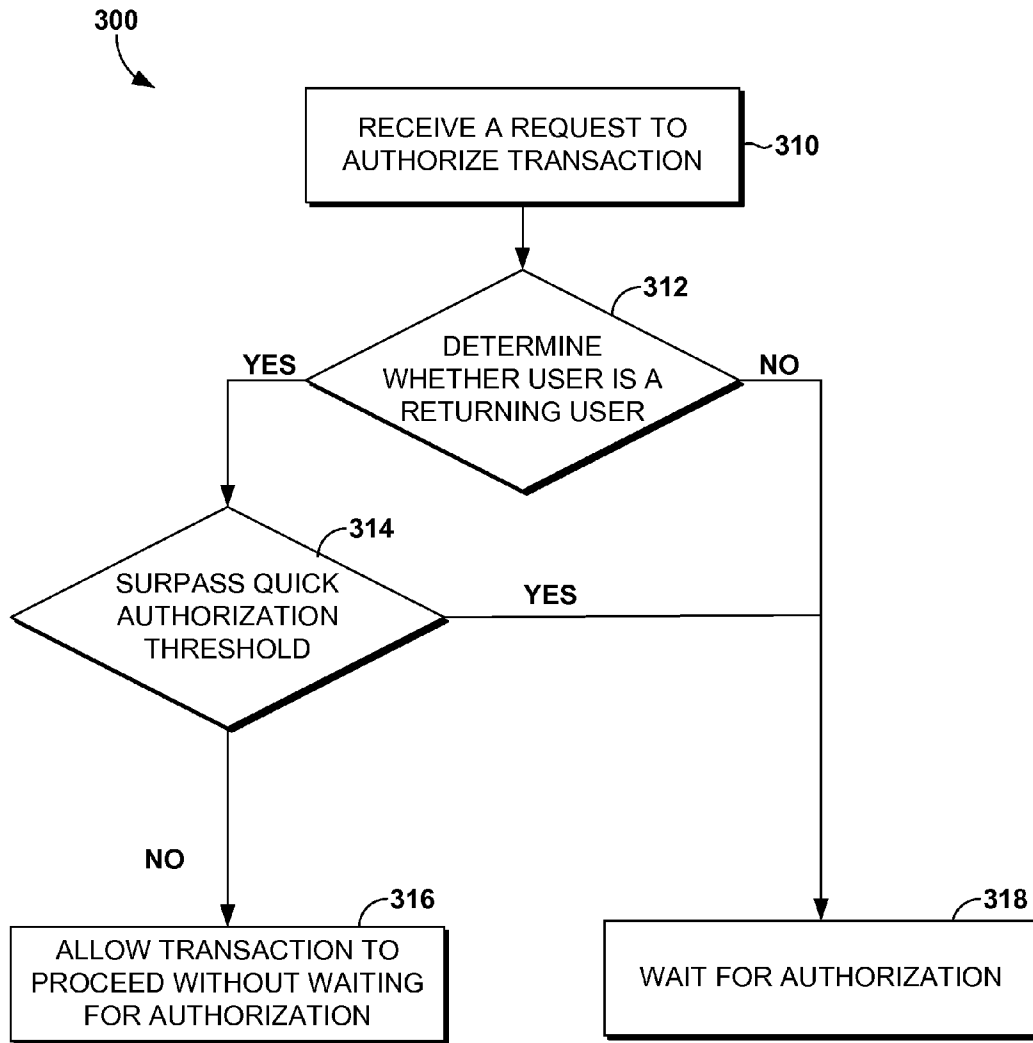 300
RECEIVE A REQUEST TO
AUTHORIZE TRANSACTION
310
312
DETERMINE
WHETHER USER IS A
RETURNING USER
YES
NO
314
SURPASS QUICK
AUTHORIZATION
THRESHOLD
YES
NO
316
ALLOW TRANSACTION TO
PROCEED WITHOUT WAITING
FOR AUTHORIZATION
318
WAIT FOR AUTHORIZATION